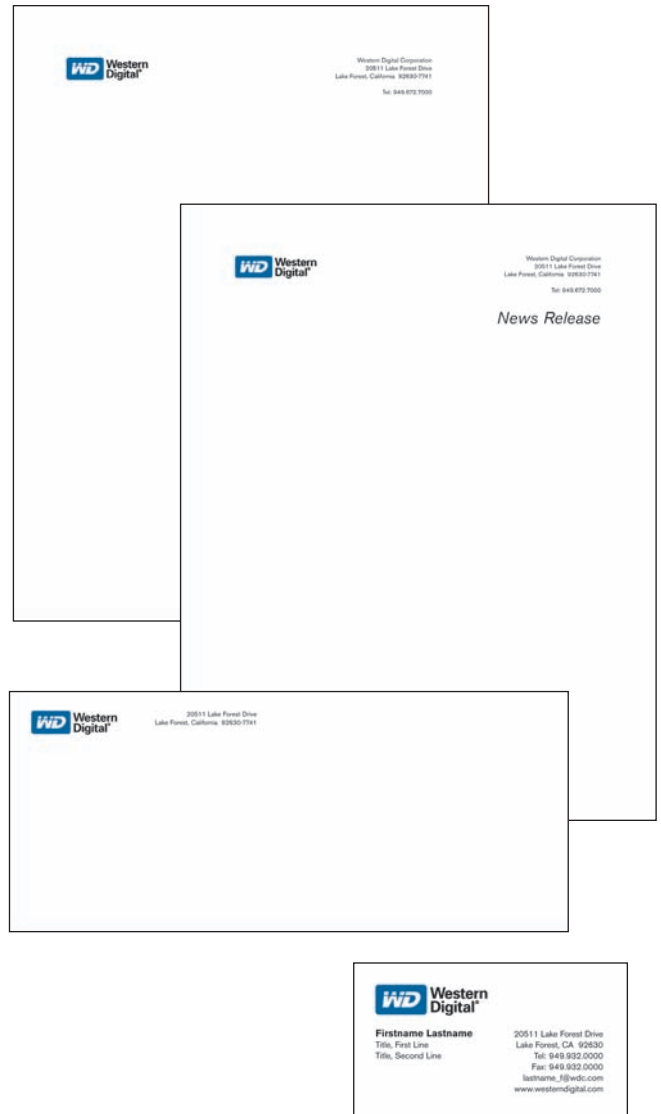 WD Western Digital®
Western Digital Corporation
20511 Lake Forest Drive
Lake Forest, California 92630-7741
Tel: 949.672.7000
WD Western Digital®
Western Digital Corporation
20511 Lake Forest Drive
Lake Forest, California 92630-7741
Tel: 949.672.7000
News Release
WD Western Digital®
20511 Lake Forest Drive
Lake Forest, California 92630-7741
WD Western Digital®
Firstname Lastname
Title, First Line
Title, Second Line
20511 Lake Forest Drive
Lake Forest, CA 92630
Tel: 949.932.0000
Fax: 949.932.0000
lastname_f@wdc.com
www.westerndigital.com